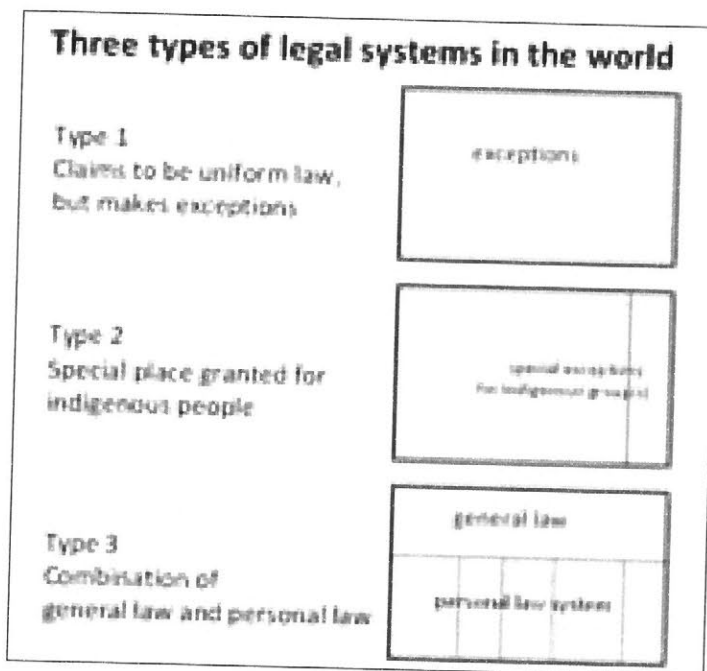 Three types of legal systems in the world
Type 1
Claims to be uniform law,
but makes exceptions
exceptions
Type 2
Special place granted for
indigenous people
special exceptions
for indigenous group(s)
Type 3
Combination of
general law and personal law
general law
personal law system